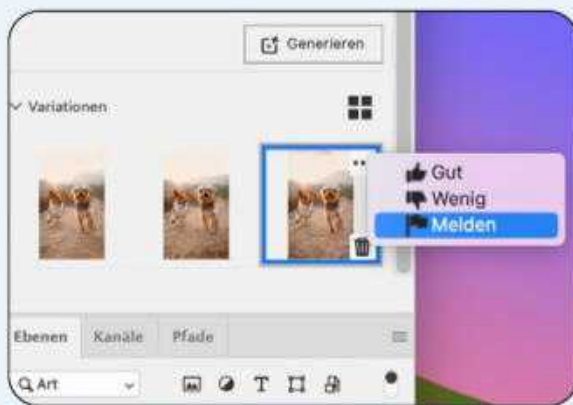 Generieren
Variationen
Gut
Wenig
Melden
Ebenen Kanäle Pfade
Art